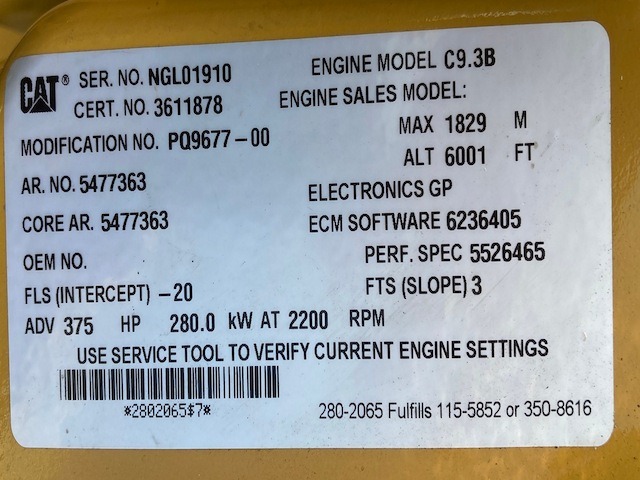 CAT® SER. NO. NGL01910 ENGINE MODEL C9.3B
CERT. NO. 3611878 ENGINE SALES MODEL:
MODIFICATION NO. PQ9677-00 MAX 1829 M
AR. NO. 5477363 ALT 6001 FT
CORE AR. 5477363 ELECTRONICS GP
ECM SOFTWARE 6236405
OEM NO. PERF. SPEC 5526465
FLS (INTERCEPT) -20 FTS (SLOPE) 3
ADV 375 HP 280.0 kW AT 2200 RPM
USE SERVICE TOOL TO VERIFY CURRENT ENGINE SETTINGS
*2802065$7* 280-2065 Fulfills 115-5852 or 350-8616